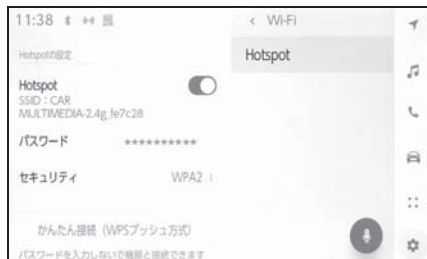 11:38
Wi-Fi
Hotspotの設定
Hotspot
Hotspot
SSID : CAR
MULTIMEDIA-2.4g_fe7c28
パスワード **********
セキュリティ WPA2
かんたん接続（WPSプッシュ方式）
パスワードを入力しないで機器と接続できます